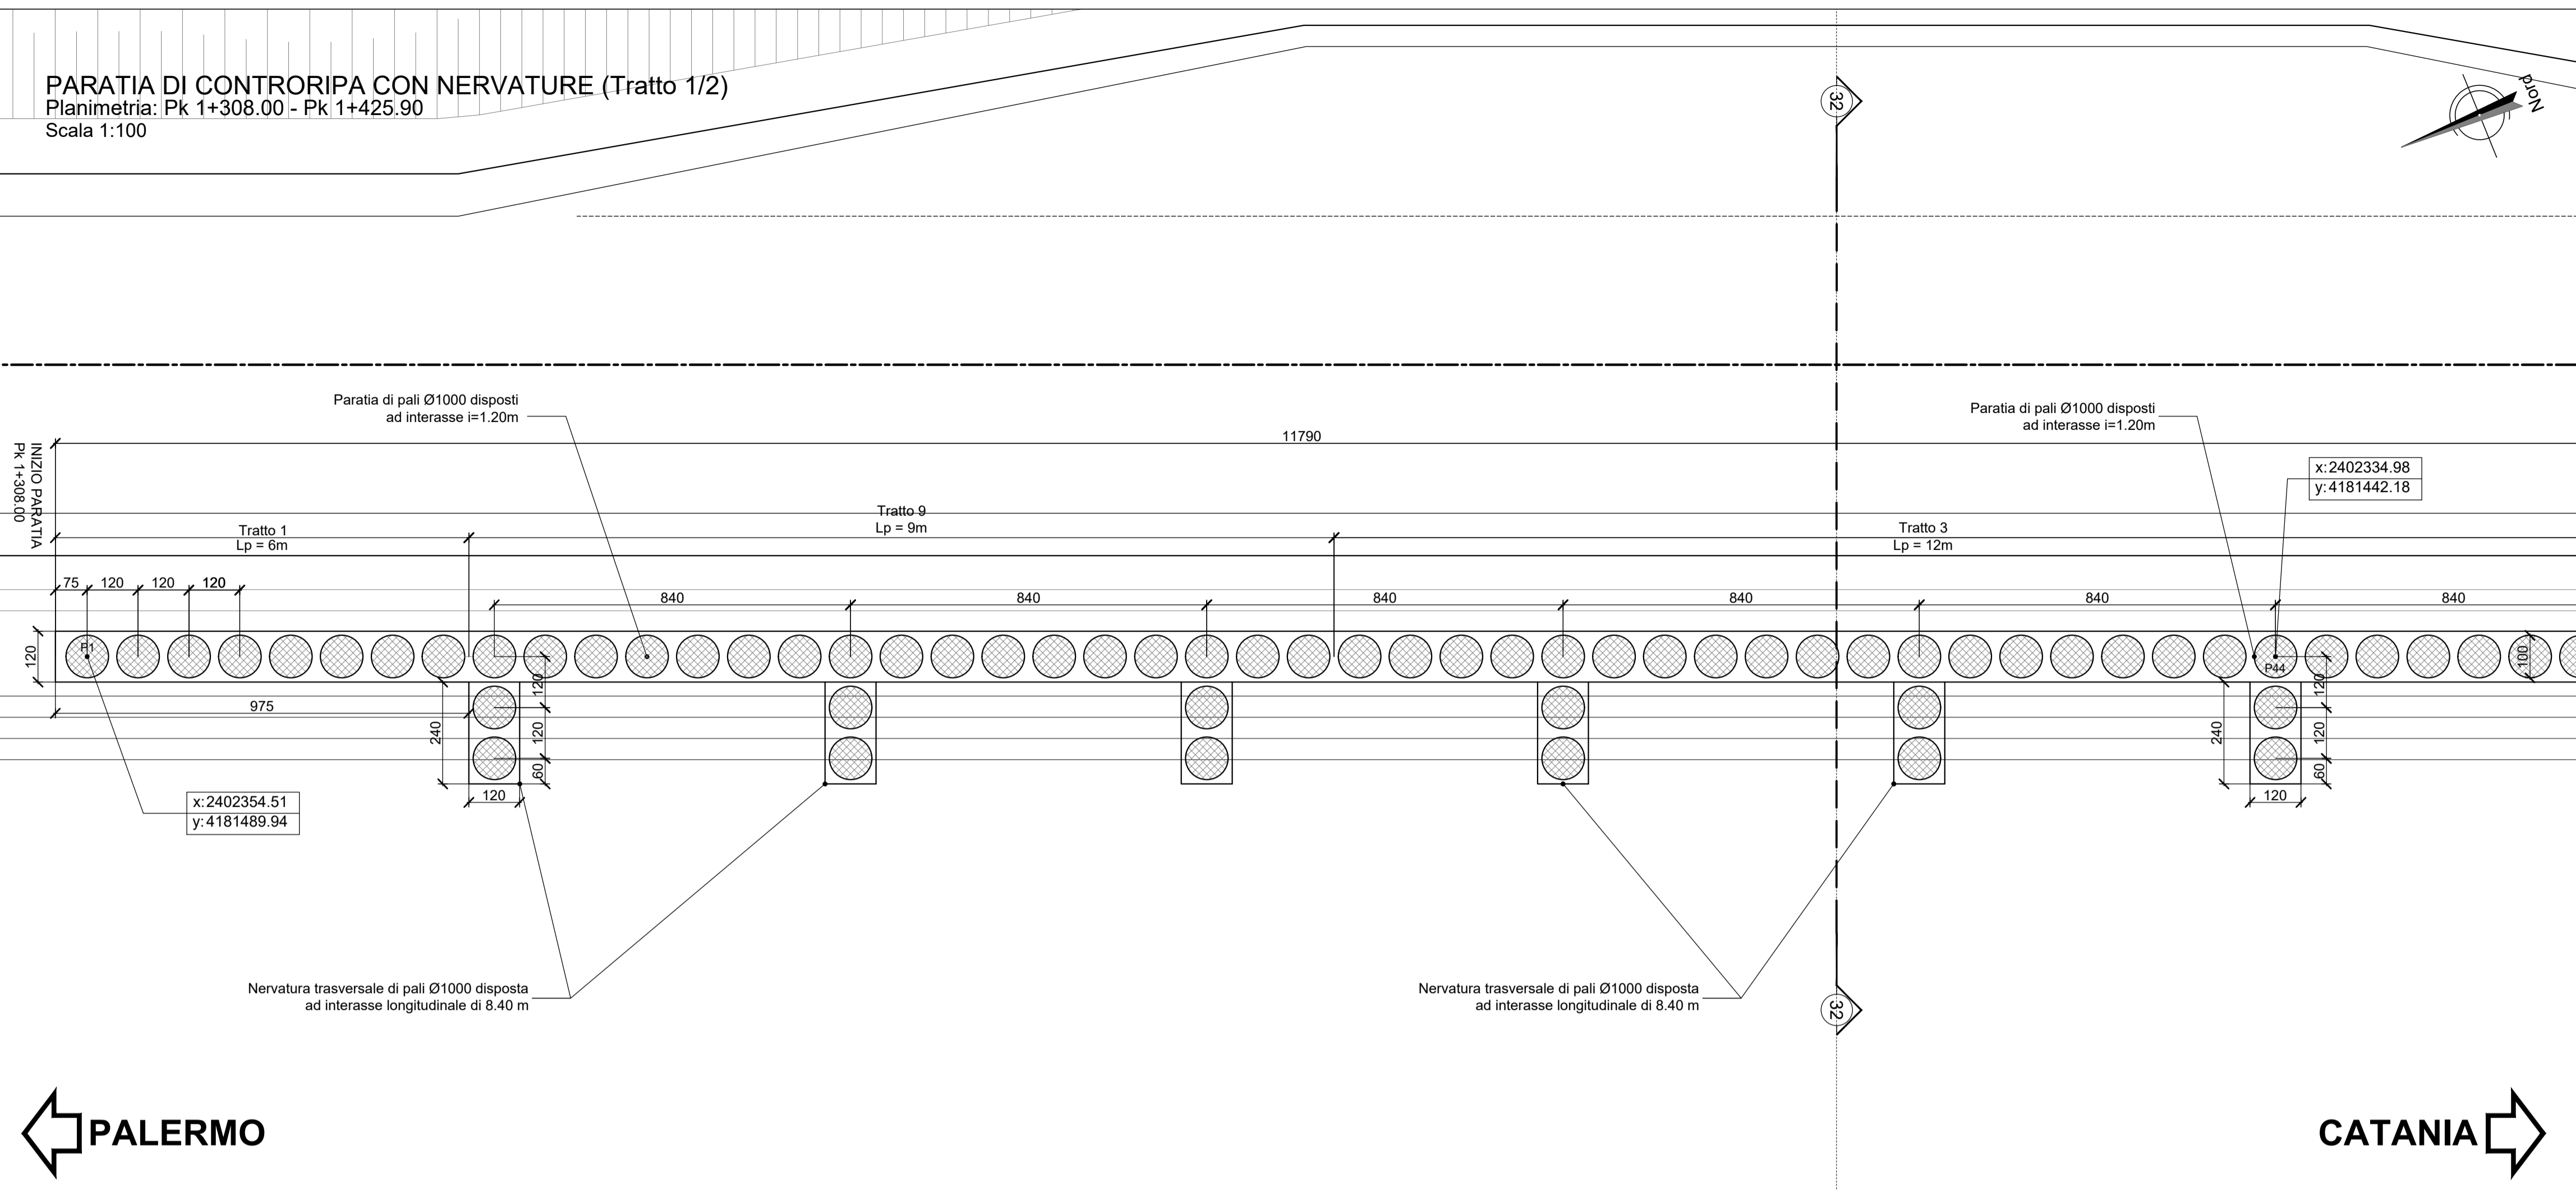 PARATIA DI CONTRORIPA CON NERVATURE (Tratto 1/2)
Planimetria: Pk 1+308.00 - Pk 1+425.90
Scala 1:100
32
Nord
Paratia di pali Ø1000 disposti
ad interasse i=1.20m
Paratia di pali Ø1000 disposti
ad interasse i=1.20m
11790
INIZIO PARATIA
Pk 1+308.00
x:2402334.98
y:4181442.18
Tratto 1
Lp = 6m
Tratto 9
Lp = 9m
Tratto 3
Lp = 12m
75
120
120
120
840
840
840
840
840
840
120
P1
P44
100
975
240
120
120
60
120
240
120
120
60
120
x:2402354.51
y:4181489.94
Nervatura trasversale di pali Ø1000 disposta
ad interasse longitudinale di 8.40 m
Nervatura trasversale di pali Ø1000 disposta
ad interasse longitudinale di 8.40 m
32
PALERMO
CATANIA